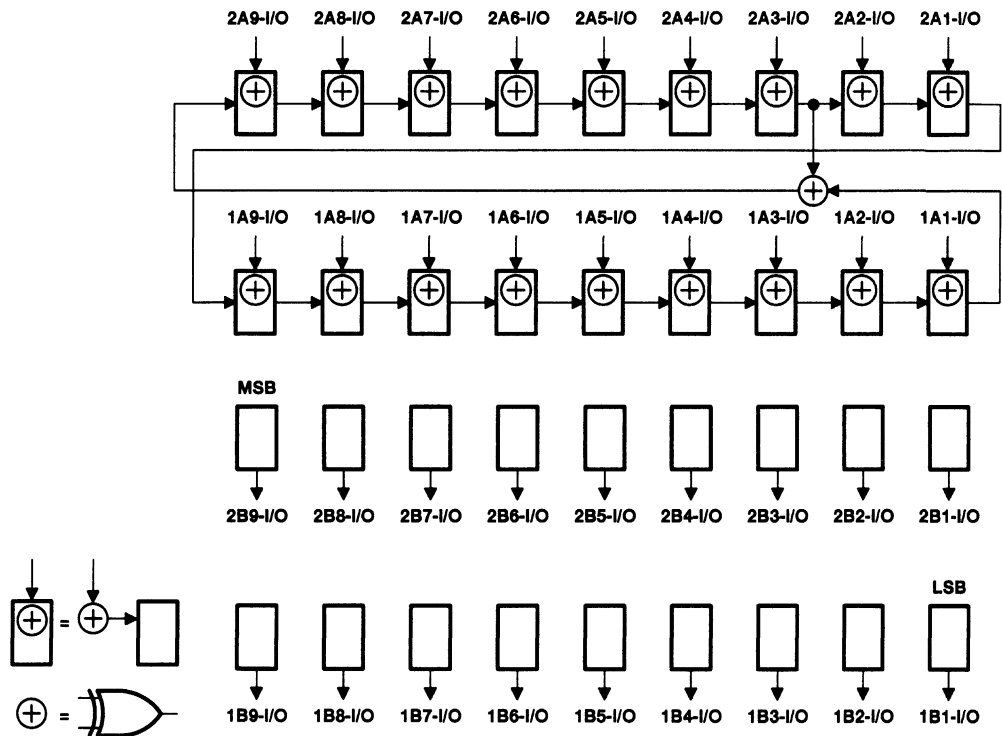 2A9-I/O 2A8-I/O 2A7-I/O 2A6-I/O 2A5-I/O 2A4-I/O 2A3-I/O 2A2-I/O 2A1-I/O
1A9-I/O 1A8-I/O 1A7-I/O 1A6-I/O 1A5-I/O 1A4-I/O 1A3-I/O 1A2-I/O 1A1-I/O
MSB
2B9-I/O 2B8-I/O 2B7-I/O 2B6-I/O 2B5-I/O 2B4-I/O 2B3-I/O 2B2-I/O 2B1-I/O
LSB
=
=
1B9-I/O 1B8-I/O 1B7-I/O 1B6-I/O 1B5-I/O 1B4-I/O 1B3-I/O 1B2-I/O 1B1-I/O